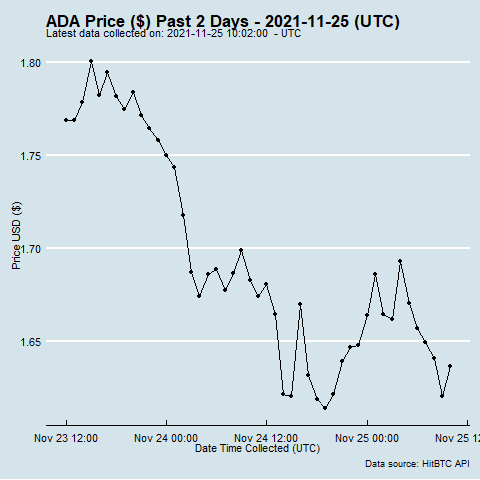 ADA Price ($) Past 2 Days - 2021-11-25 (UTC)
Latest data collected on: 2021-11-25 10:02:00 - UTC
1.80
1.75
1.70
1.65
Price USD ($)
Nov 23 12:00 Nov 24 00:00 Nov 24 12:00 Nov 25 00:00 Nov 25 12
Date Time Collected (UTC)
Data source: HitBTC API